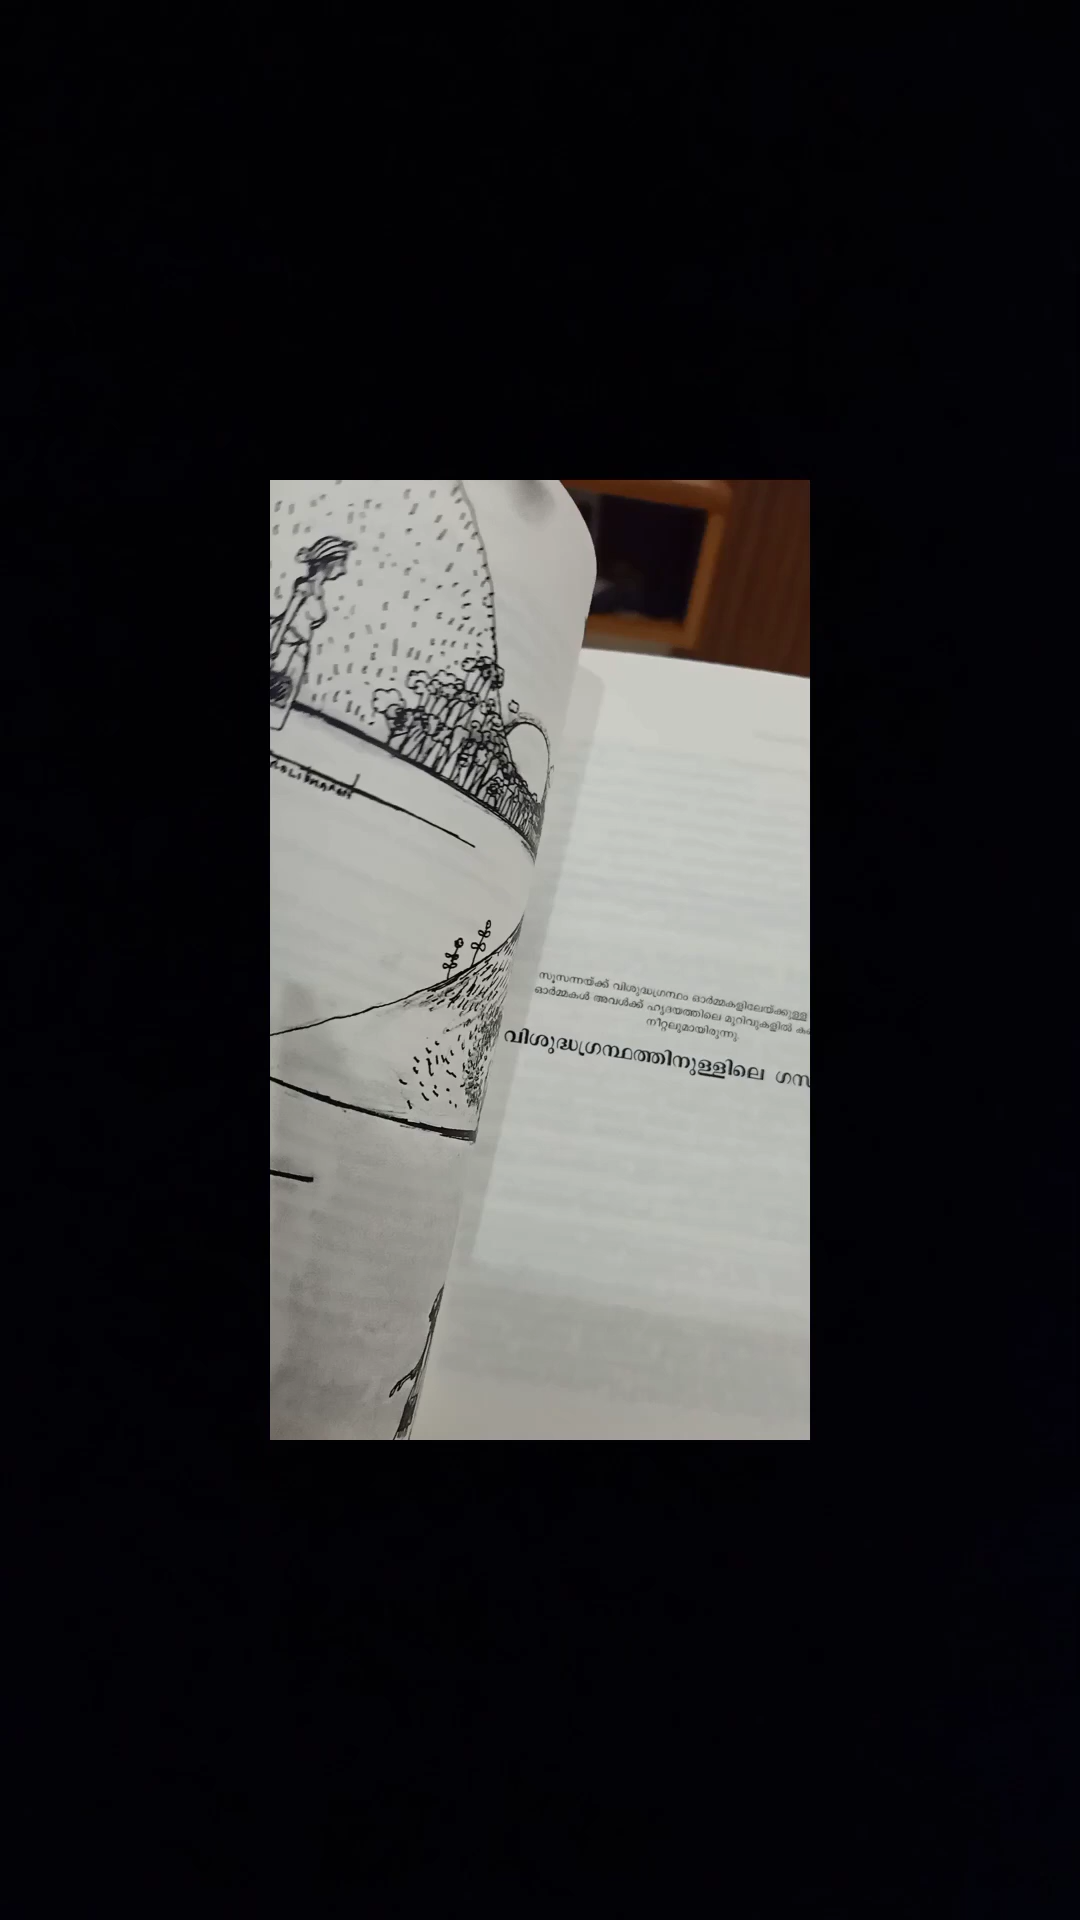 സൂസന്നയ്ക്ക് വിശുദ്ധഗ്രന്ഥം ഓർമ്മകളിലേയ്ക്കുള്ള
ഓർമ്മകൾ അവൾക്ക് ഹൃദയത്തിലെ മുറിവുകളിൽ
നീറ്റലുമായിരുന്നു.
വിശുദ്ധഗ്രന്ഥത്തിനുള്ളിലെ